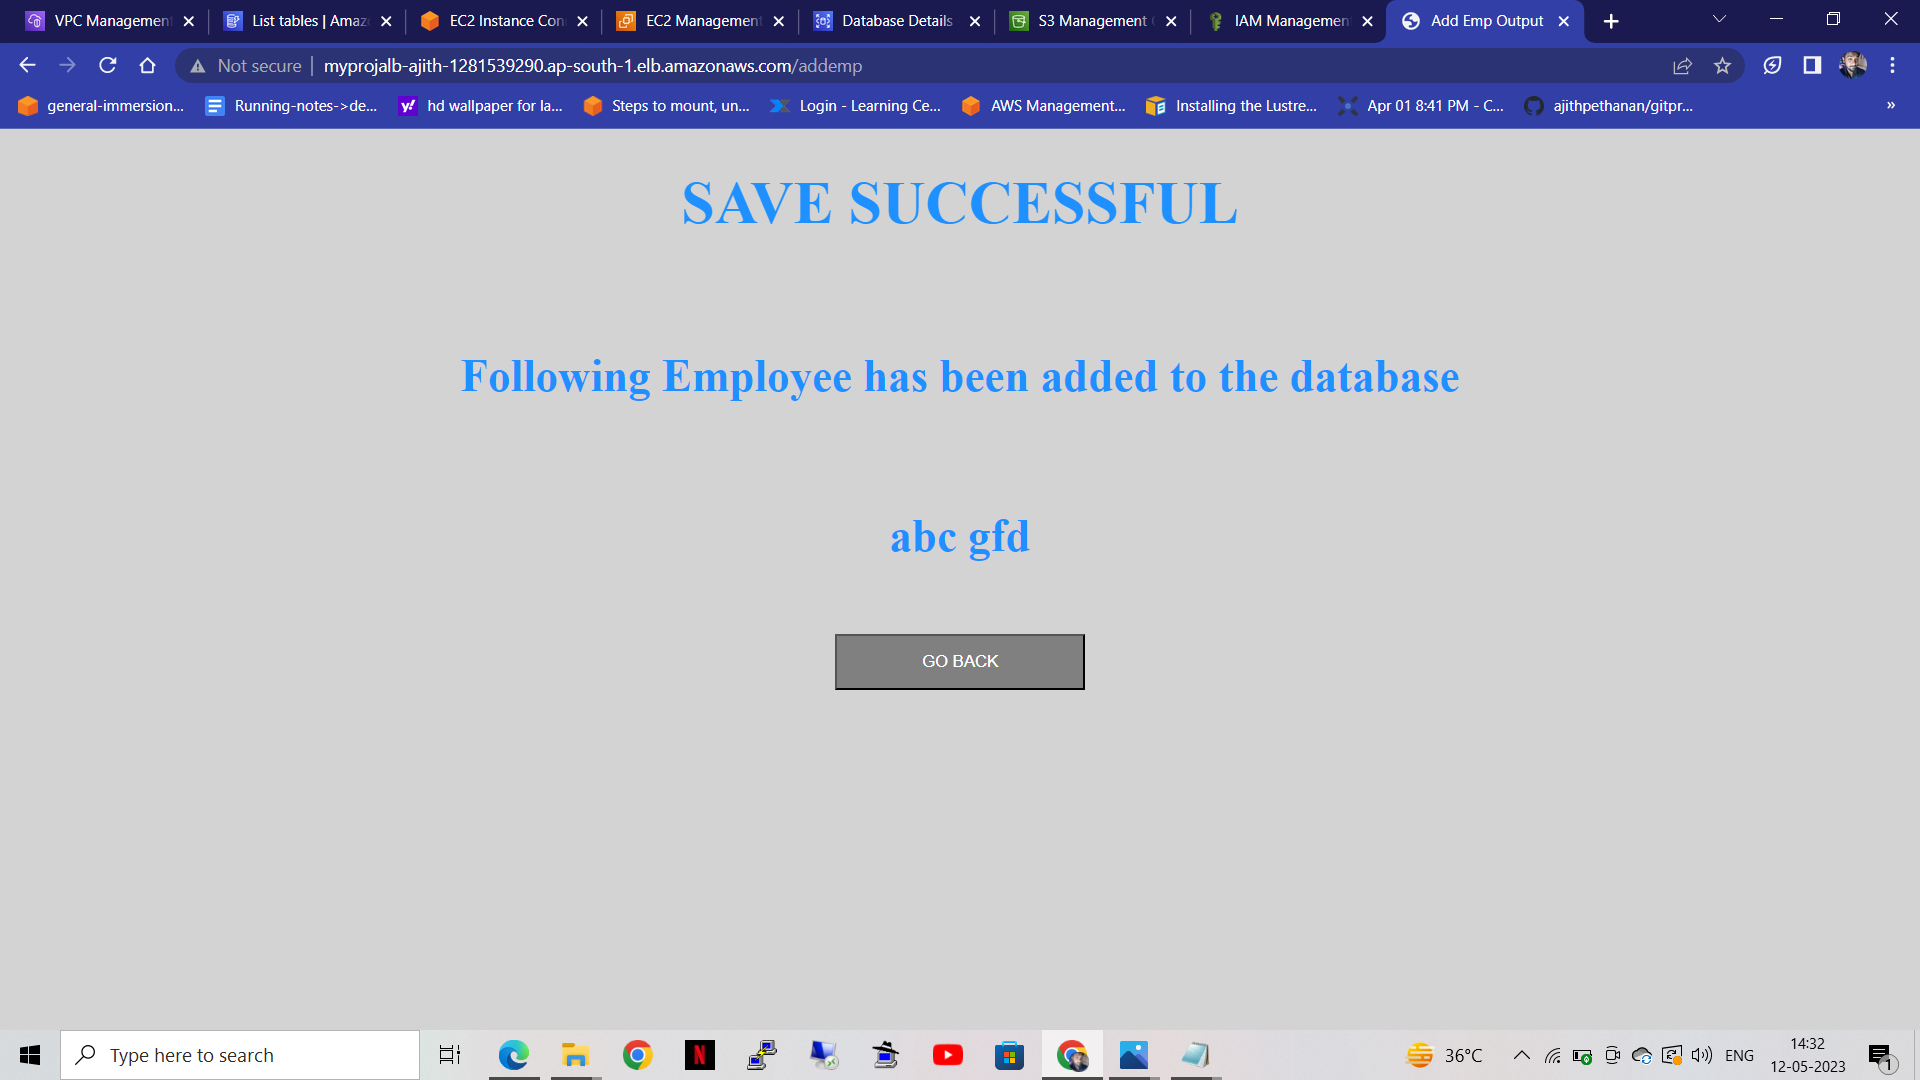 VPC Management
List tables | Amaz
EC2 Instance Con
EC2 Management
Database Details
S3 Management
IAM Managemen
Add Emp Output
Not secure
myprojalb-ajith-1281539290.ap-south-1.elb.amazonaws.com/addemp
general-immersion...
Running-notes->de...
hd wallpaper for la...
Steps to mount, un...
Login - Learning Ce...
AWS Management...
Installing the Lustre...
Apr 01 8:41 PM - C...
ajithpethanan/gitpr...
»
SAVE SUCCESSFUL
Following Employee has been added to the database
abc gfd
GO BACK
Type here to search
36°C
ENG
14:32
12-05-2023
1